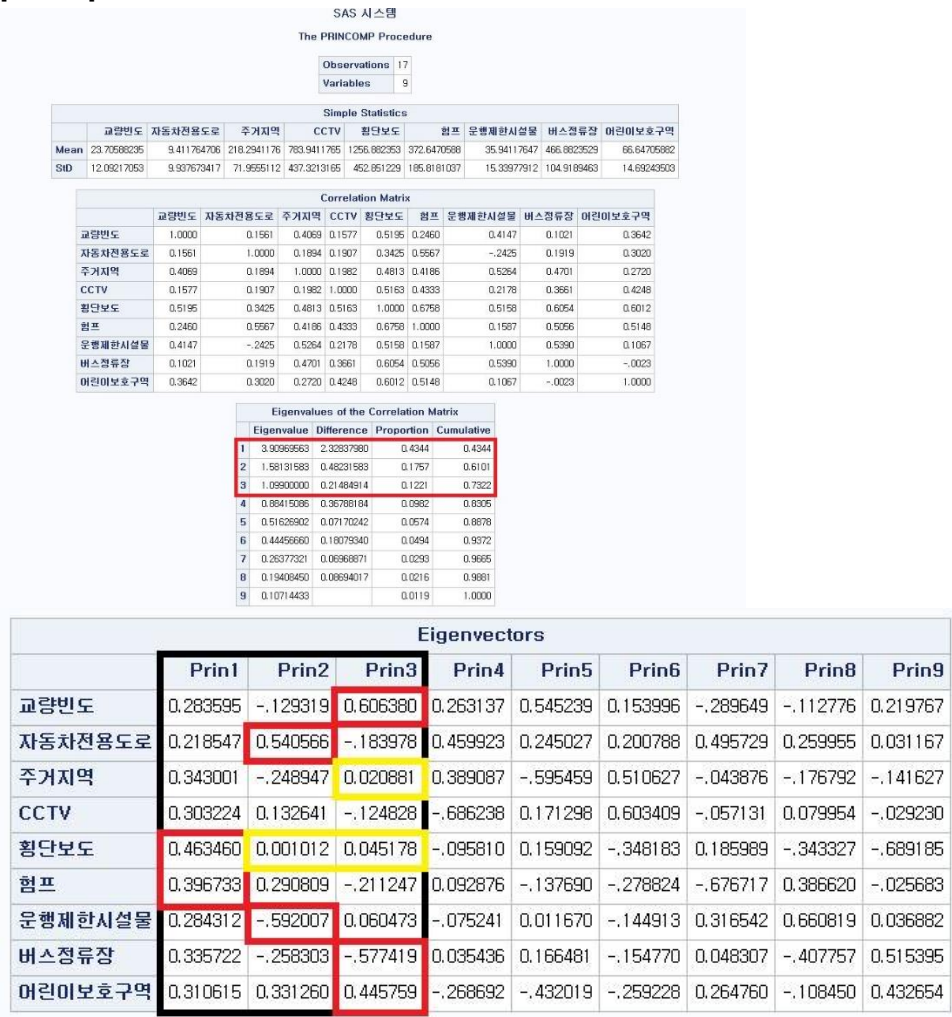 SAS 시스템
The PRINCOMP Procedure
Observations 17
Variables 9
Simple Statistics
교량빈도 자동차전용도로 주거지역 CCTV 횡단보도 험프 운행제한시설물 버스정류장 어린이보호구역
Mean 23.70588235 9.411764706 218.2941176 783.9411765 1256.882353 372.6470588 35.94117647 466.8823529 66.64705882
StD 12.09217053 9.937673417 71.9555112 437.3213165 452.851229 185.8181037 15.33977912 104.9189463 14.69243503
Correlation Matrix
교량빈도 자동차전용도로 주거지역 CCTV 횡단보도 험프 운행제한시설물 버스정류장 어린이보호구역
교량빈도 1.0000 0.1561 0.4069 0.1577 0.5195 0.2460 0.4147 0.1021 0.3642
자동차전용도로 0.1561 1.0000 0.1894 0.1907 0.3425 0.5567 -.2425 0.1919 0.3020
주거지역 0.4069 0.1894 1.0000 0.1982 0.4813 0.4186 0.5264 0.4701 0.2720
CCTV 0.1577 0.1907 0.1982 1.0000 0.5163 0.4333 0.2178 0.3661 0.4248
횡단보도 0.5195 0.3425 0.4813 0.5163 1.0000 0.6758 0.5158 0.6054 0.6012
험프 0.2460 0.5567 0.4186 0.4333 0.6758 1.0000 0.1587 0.5056 0.5148
운행제한시설물 0.4147 -.2425 0.5264 0.2178 0.5158 0.1587 1.0000 0.5390 0.1067
버스정류장 0.1021 0.1919 0.4701 0.3661 0.6054 0.5056 0.5390 1.0000 -.0023
어린이보호구역 0.3642 0.3020 0.2720 0.4248 0.6012 0.5148 0.1067 -.0023 1.0000
Eigenvalues of the Correlation Matrix
Eigenvalue Difference Proportion Cumulative
1 3.90969563 2.32837980 0.4344 0.4344
2 1.58131583 0.48231583 0.1757 0.6101
3 1.09900000 0.21484914 0.1221 0.7322
4 0.88415086 0.36788184 0.0982 0.8305
5 0.51626902 0.07170242 0.0574 0.8878
6 0.44456660 0.18079340 0.0494 0.9372
7 0.26377321 0.06968871 0.0293 0.9665
8 0.19408450 0.08694017 0.0216 0.9881
9 0.10714433 0.0119 1.0000
Eigenvectors
Prin1 Prin2 Prin3 Prin4 Prin5 Prin6 Prin7 Prin8 Prin9
교량빈도 0.283595 -.129319 0.606380 0.263137 0.545239 0.153996 -.289649 -.112776 0.219767
자동차전용도로 0.218547 0.540566 -.183978 0.459923 0.245027 0.200788 0.495729 0.259955 0.031167
주거지역 0.343001 -.248947 0.020881 0.389087 -.595459 0.510627 -.043876 -.176792 -.141627
CCTV 0.303224 0.132641 -.124828 -.686238 0.171298 0.603409 -.057131 0.079954 -.029230
횡단보도 0.463460 0.001012 0.045178 -.095810 0.159092 -.348183 0.185989 -.343327 -.689185
험프 0.396733 0.290809 -.211247 0.092876 -.137690 -.278824 -.676717 0.386620 -.025683
운행제한시설물 0.284312 -.592007 0.060473 -.075241 0.011670 -.144913 0.316542 0.660819 0.036882
버스정류장 0.335722 -.258303 -.577419 0.035436 0.166481 -.154770 0.048307 -.407757 0.515395
어린이보호구역 0.310615 0.331260 0.445759 -.268692 -.432019 -.259228 0.264760 -.108450 0.432654